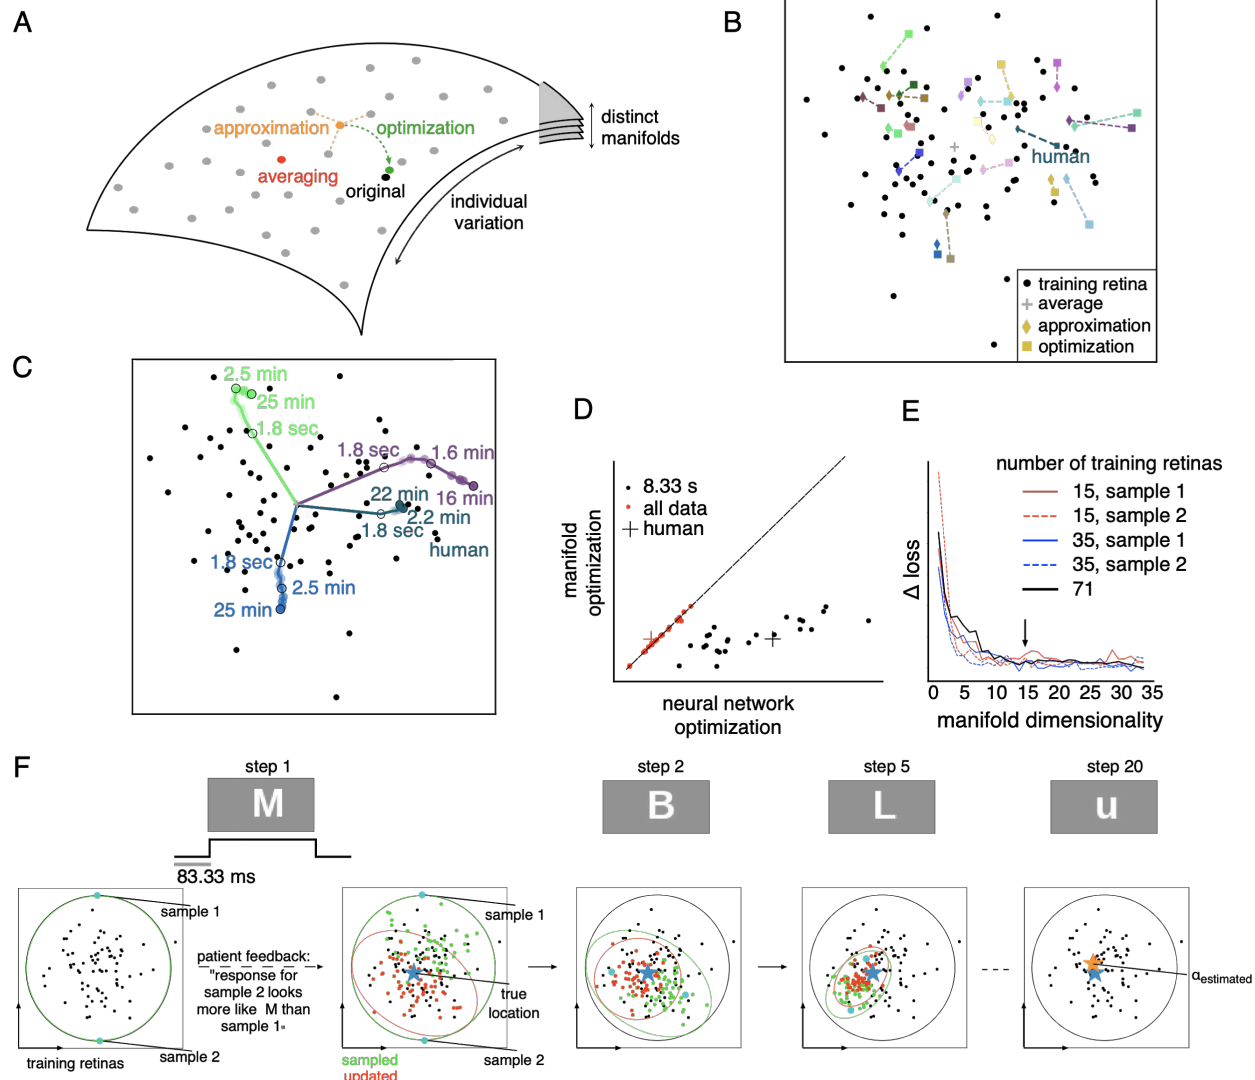 A
approximation
optimization
averaging
original
individual
variation
distinct
manifolds
B
human
training retina
average
approximation
optimization
C
2.5 min
25 min
1.8 sec
1.8 sec
1.6 min
16 min
22 min
2.2 min
1.8 sec
human
1.8 sec
2.5 min
25 min
D
manifold
optimization
8.33 s
all data
human
neural network
optimization
E
Δ loss
number of training retinas
15, sample 1
15, sample 2
35, sample 1
35, sample 2
71
0 5 10 15 20 25 30 35
manifold dimensionality
F
step 1
M
83.33 ms
step 2
B
step 5
L
step 20
u
sample 1
sample 2
training retinas
patient feedback:
"response for
sample 2 looks
more like M than
sample 1"
sample 1
true
location
sample 2
sampled
updated
αestimated